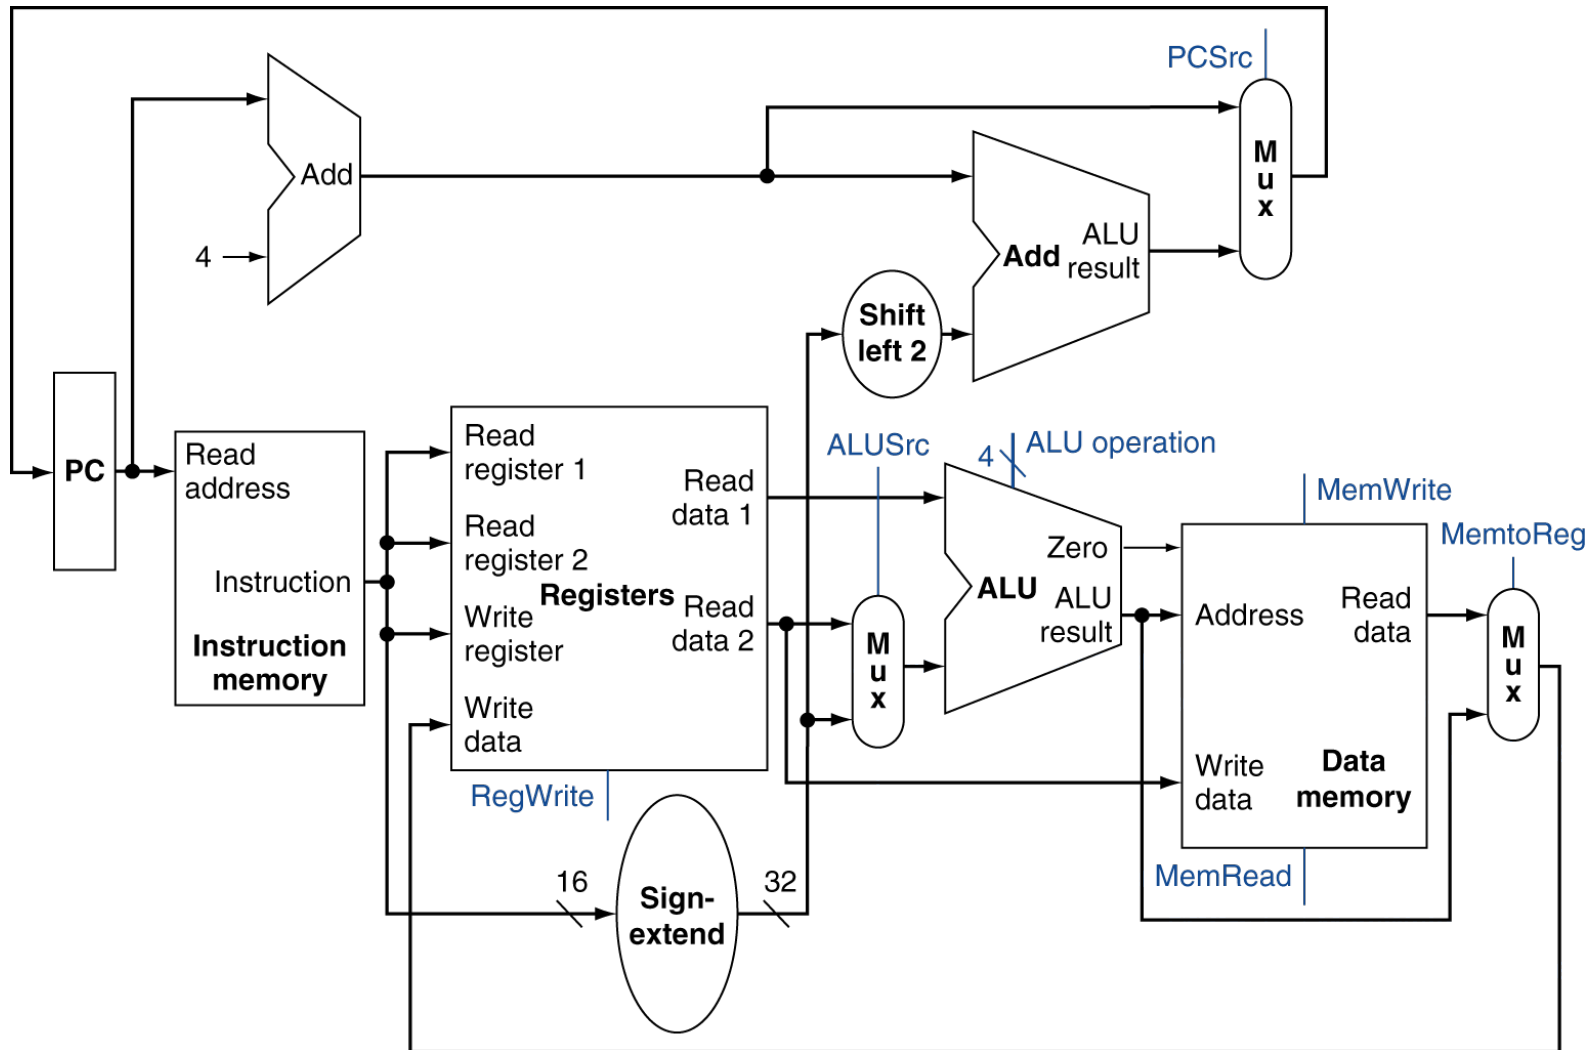 PCSrc
M
u
x
Add
ALU
result
Add
4
Shift
left 2
PC
Read
address
Instruction
Instruction
memory
Read
register 1
Read
register 2
Write
register
Write
data
Registers
Read
data 1
Read
data 2
RegWrite
16
Sign-
extend
32
ALUSrc
M
u
x
4
ALU operation
Zero
ALU
ALU
result
MemWrite
Address
Read
data
Write
data
Data
memory
MemRead
MemtoReg
M
u
x